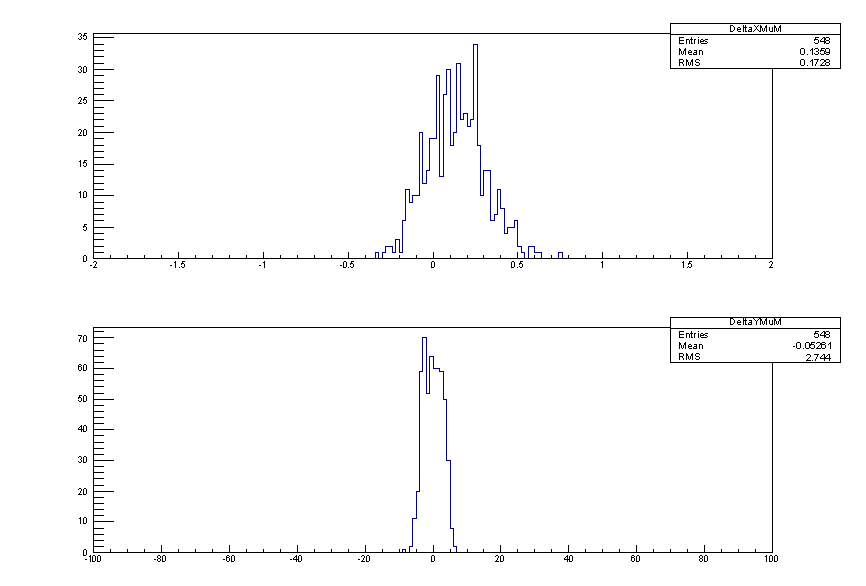 DeltaXMuM
Entries 548
Mean 0.1359
RMS 0.1728
35
30
25
20
15
10
5
0
-2 -1.5 -1 -0.5 0 0.5 1 1.5 2
DeltaYMuM
Entries 548
Mean -0.05261
RMS 2.744
70
60
50
40
30
20
10
0
-100 -80 -60 -40 -20 0 20 40 60 80 100